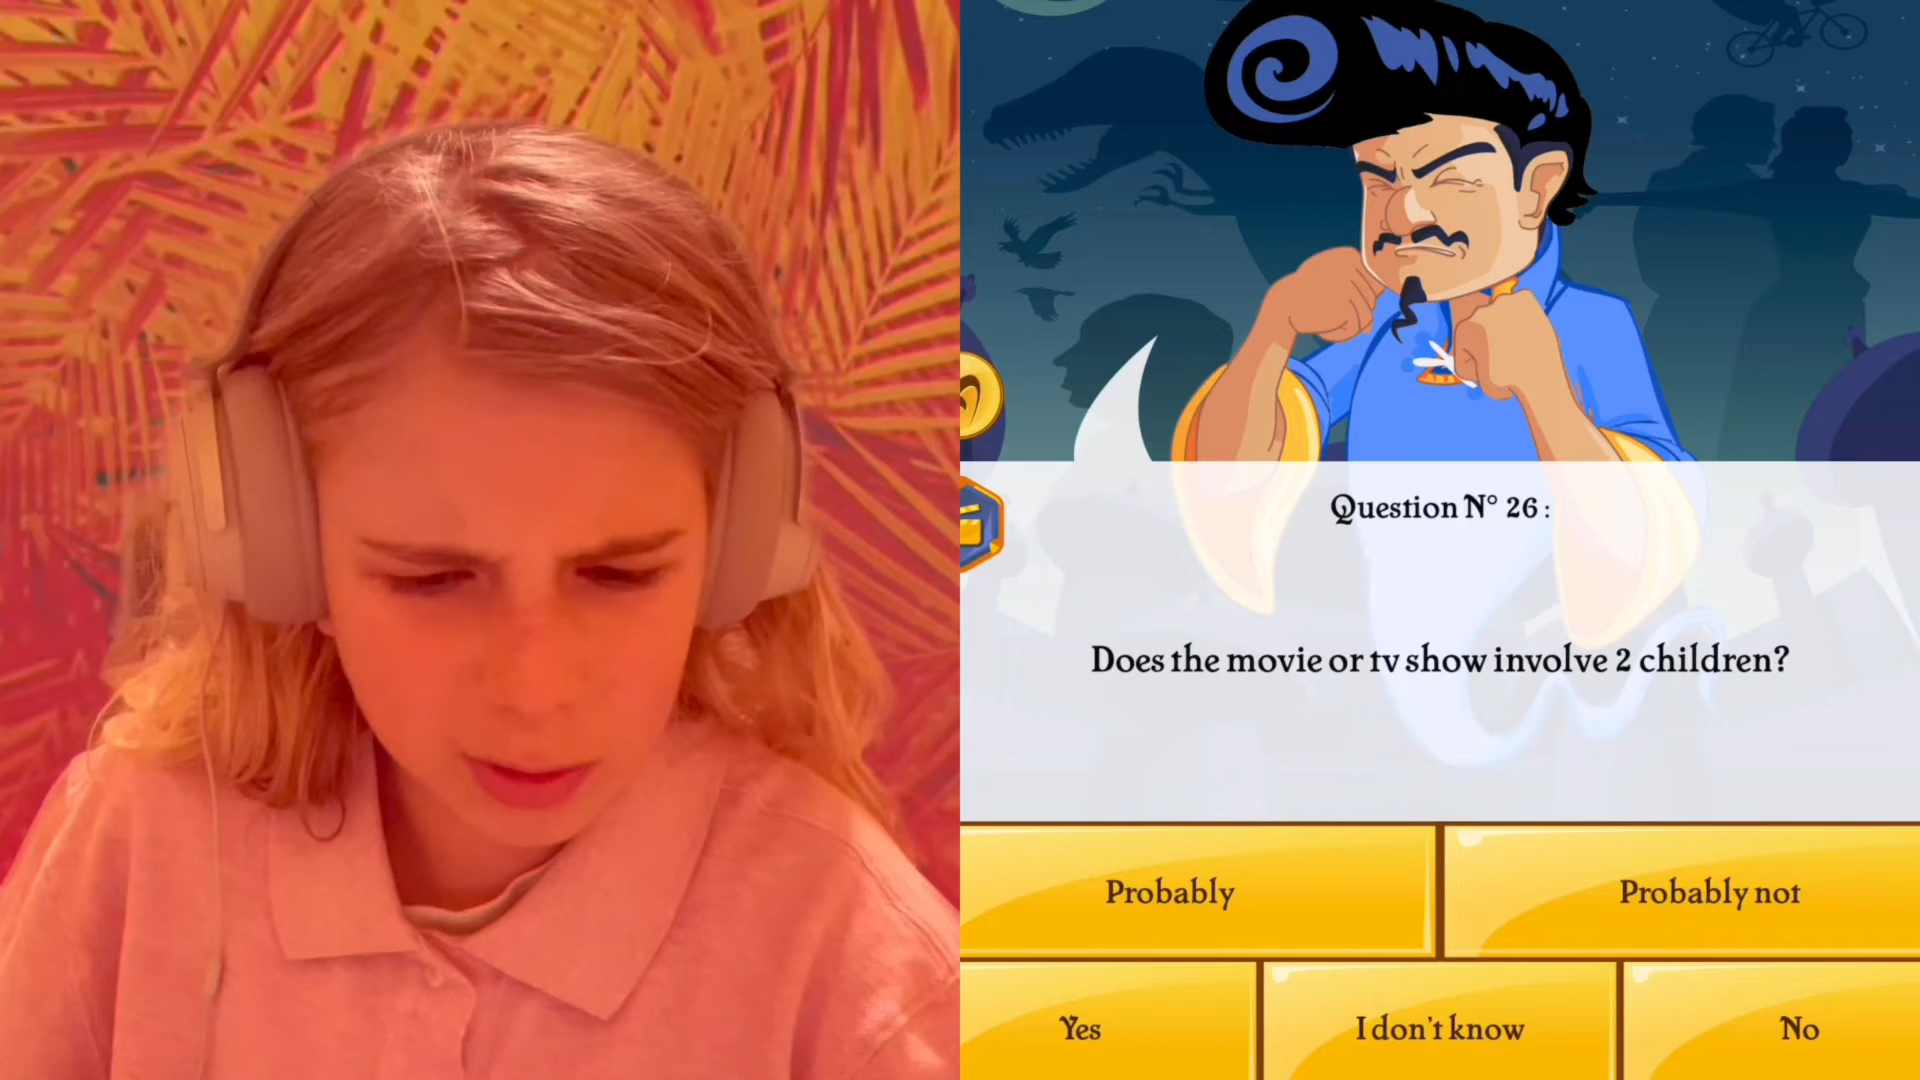 Question N° 26 :
Does the movie or tv show involve 2 children?
Probably
Probably not
Yes
I don't know
No